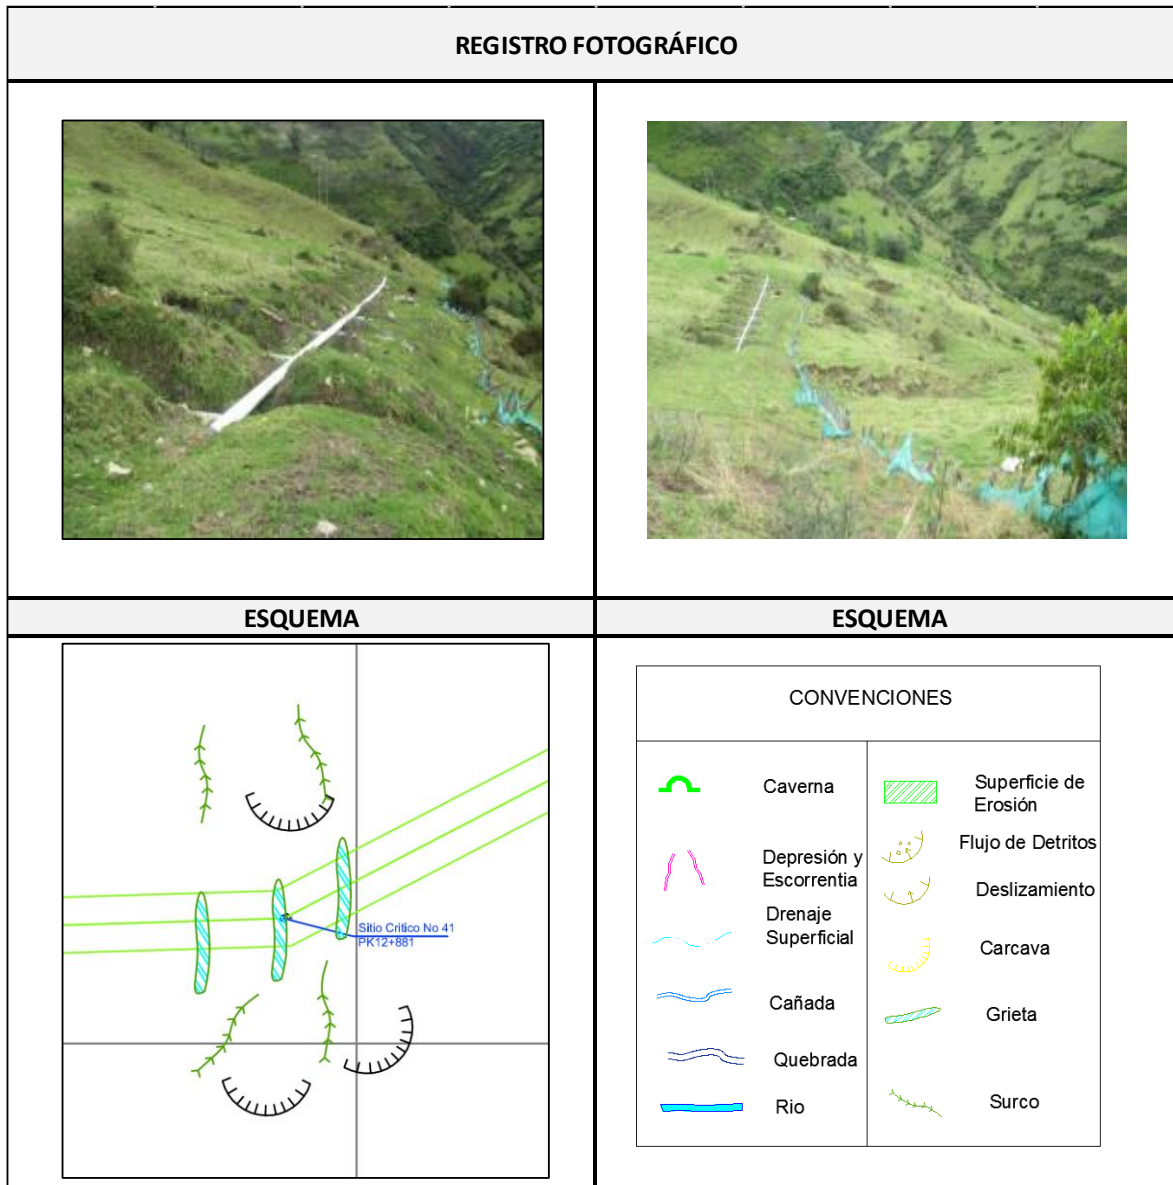 REGISTRO FOTOGRÁFICO
ESQUEMA
ESQUEMA
Sitio Critico No 41
PK12+881
CONVENCIONES
Caverna
Depresión y
Escorrentia
Drenaje
Superficial
Cañada
Quebrada
Rio
Superficie de
Erosión
Flujo de Detritos
Deslizamiento
Carcava
Grieta
Surco